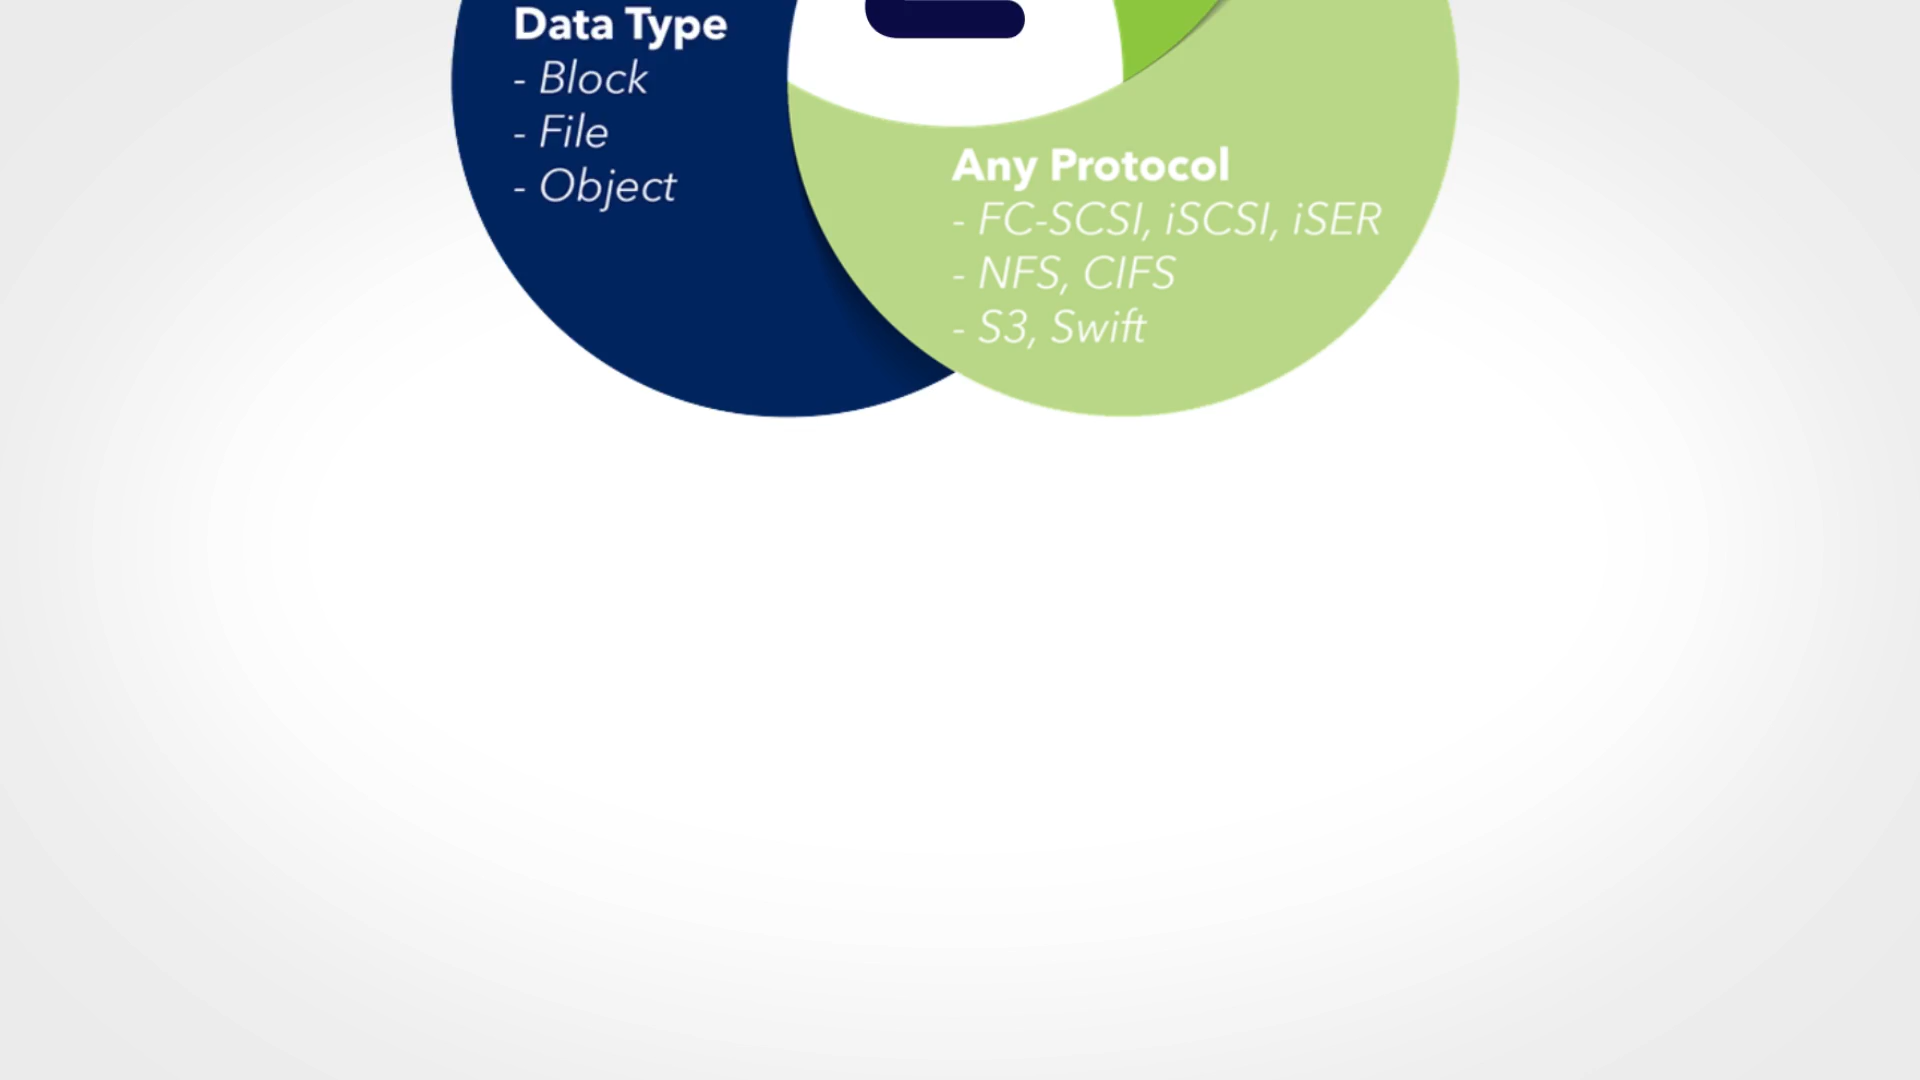 Data Type
- Block
- File
- Object
Any Protocol
- FC-SCSI, iSCSI, iSER
- NFS, CIFS
- S3, Swift